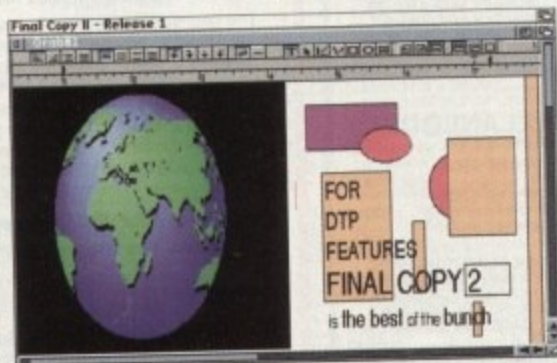 Final Copy II - Release 1
FOR
DTP
FEATURES
FINAL COPY 2
is the best of the bunch